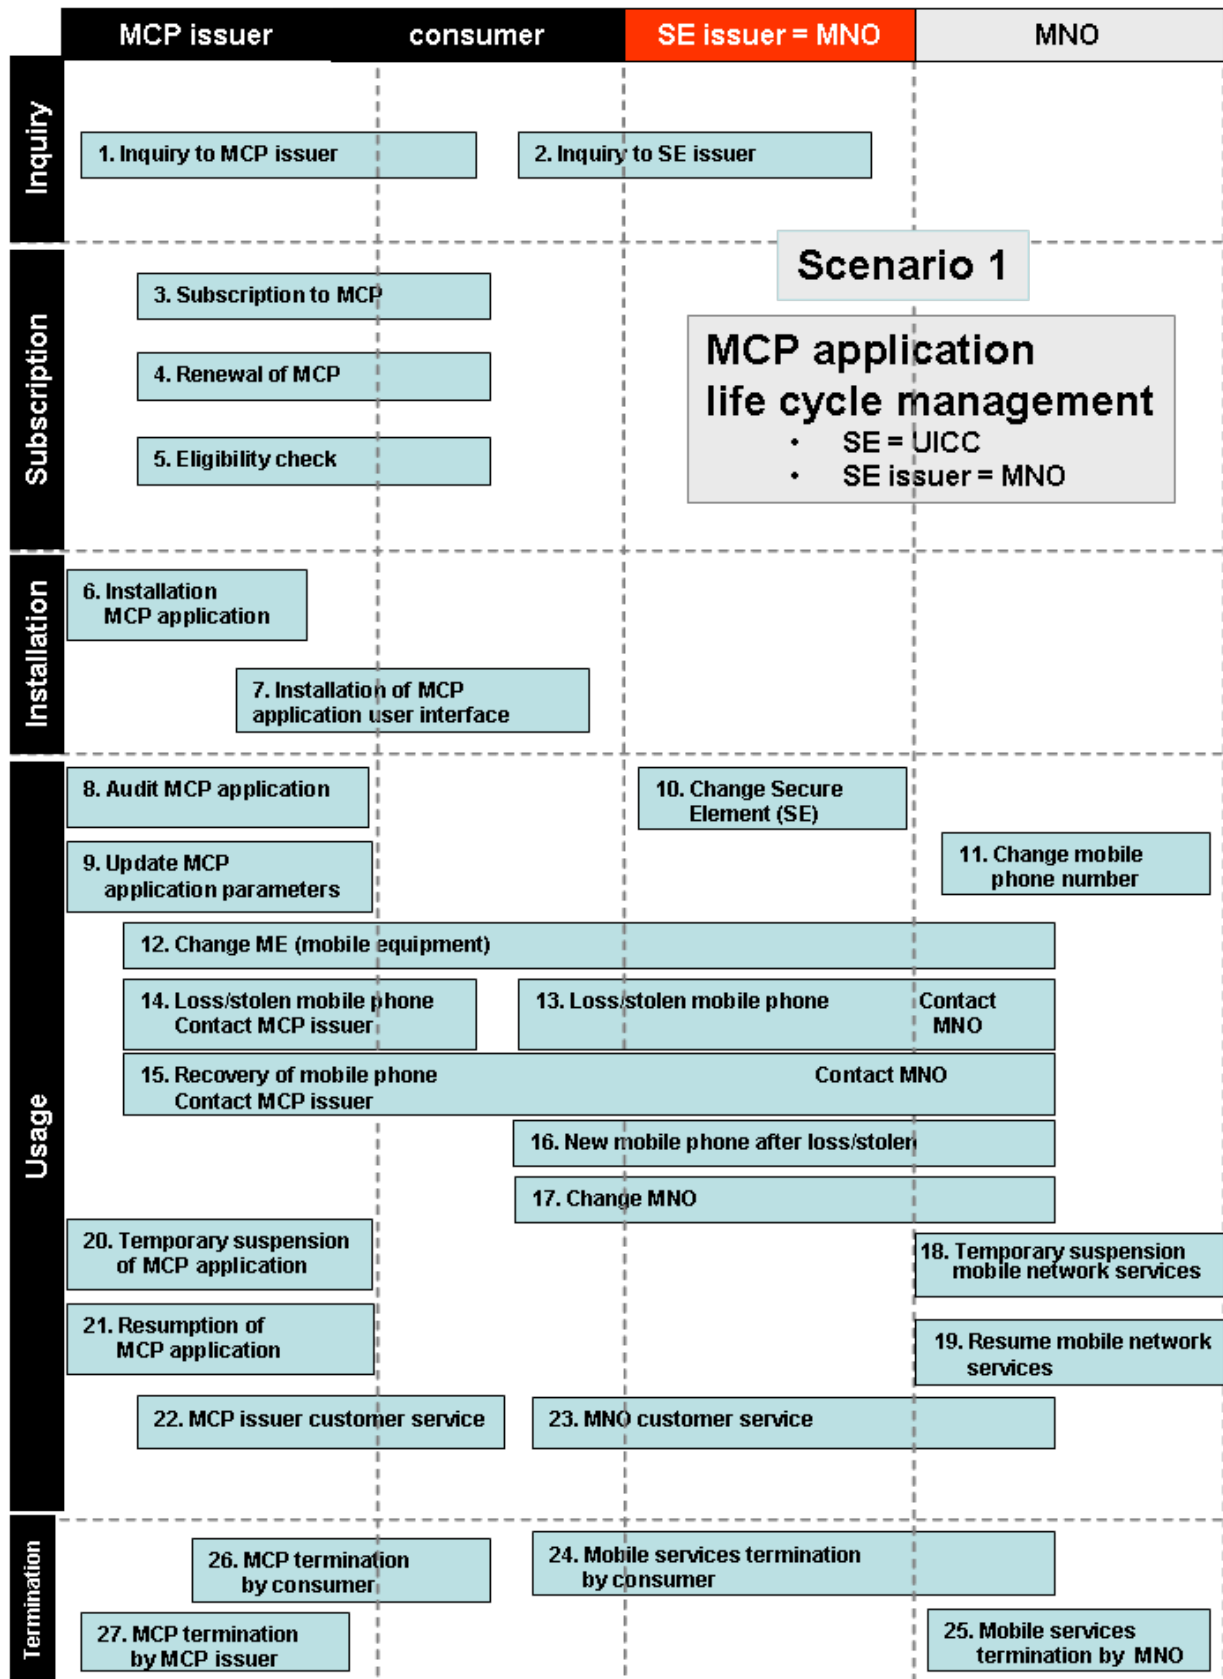 MCP issuer
consumer
SE issuer = MNO
MNO
Inquiry
1. Inquiry to MCP issuer
2. Inquiry to SE issuer
Scenario 1
Subscription
3. Subscription to MCP
4. Renewal of MCP
5. Eligibility check
MCP application
life cycle management
• SE = UICC
• SE issuer = MNO
Installation
6. Installation
MCP application
7. Installation of MCP
application user interface
Usage
8. Audit MCP application
10. Change Secure
Element (SE)
9. Update MCP
application parameters
11. Change mobile
phone number
12. Change ME (mobile equipment)
14. Loss/stolen mobile phone
Contact MCP issuer
13. Loss/stolen mobile phone
Contact
MNO
15. Recovery of mobile phone
Contact MCP issuer
Contact MNO
16. New mobile phone after loss/stolen
17. Change MNO
20. Temporary suspension
of MCP application
18. Temporary suspension
mobile network services
21. Resumption of
MCP application
19. Resume mobile network
services
22. MCP issuer customer service
23. MNO customer service
Termination
26. MCP termination
by consumer
24. Mobile services termination
by consumer
27. MCP termination
by MCP issuer
25. Mobile services
termination by MNO